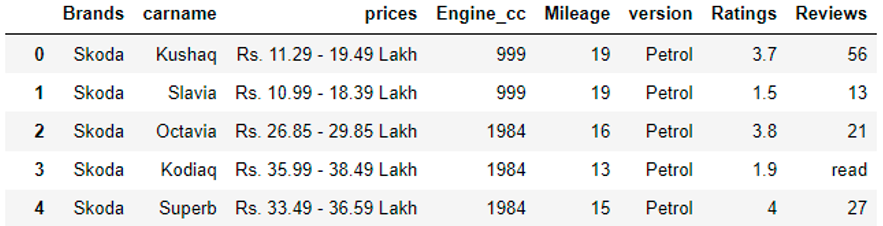 Brands carname prices Engine_cc Mileage version Ratings Reviews
0 Skoda Kushaq Rs. 11.29 - 19.49 Lakh 999 19 Petrol 3.7 56
1 Skoda Slavia Rs. 10.99 - 18.39 Lakh 999 19 Petrol 1.5 13
2 Skoda Octavia Rs. 26.85 - 29.85 Lakh 1984 16 Petrol 3.8 21
3 Skoda Kodiaq Rs. 35.99 - 38.49 Lakh 1984 13 Petrol 1.9 read
4 Skoda Superb Rs. 33.49 - 36.59 Lakh 1984 15 Petrol 4 27